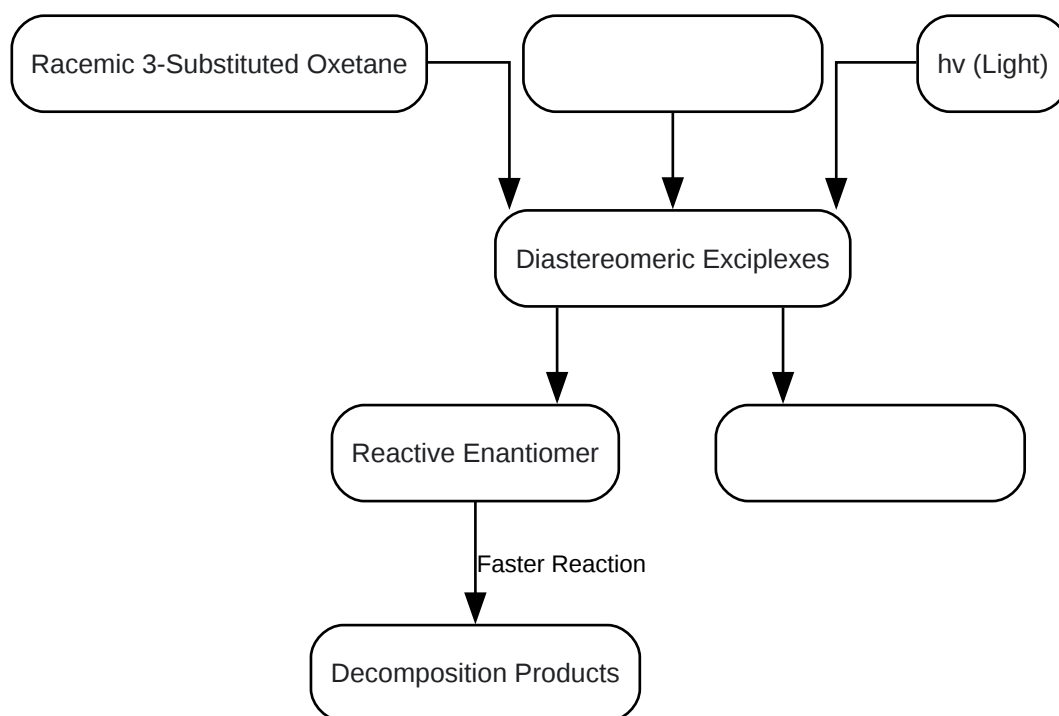 Racemic 3-Substituted Oxetane
hv (Light)
Diastereomeric Exciplexes
Reactive Enantiomer
Faster Reaction
Decomposition Products